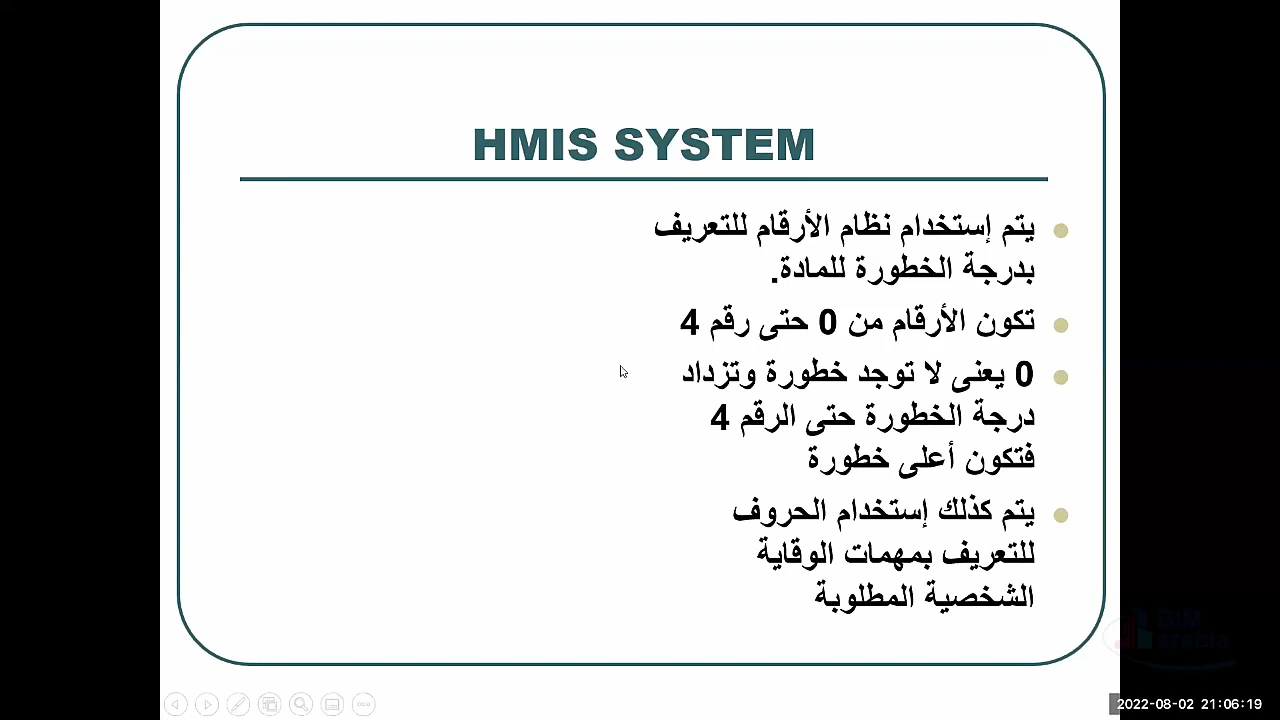 HMIS SYSTEM
يتم إستخدام نظام الأرقام للتعريف
بدرجة الخطورة للمادة.
تكون الأرقام من 0 حتى رقم 4
0 يعنى لا توجد خطورة وتزداد
درجة الخطورة حتى الرقم 4
فتكون أعلى خطورة
يتم كذلك إستخدام الحروف
للتعريف بمهمات الوقاية
الشخصية المطلوبة
BIM
arabia
2022-08-02 21:06:19